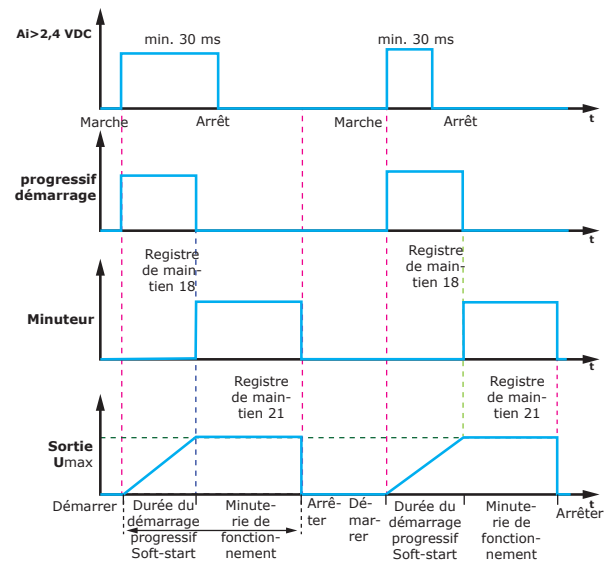 Ai>2,4 VDC
min. 30 ms
min. 30 ms
t
Marche
Arrêt
Marche
Arrêt
progressif
démarrage
t
Registre
de main-
tien 18
Registre
de main-
tien 18
Minuteur
t
Registre
de main-
tien 21
Registre
de main-
tien 21
Sortie
Umax
t
Démarrer
Durée du
démarrage
progressif
Soft-start
Minute-
rie de
fonction-
nement
Arrê-
ter
Dé-
mar-
rer
Durée du
démarrage
progressif
Soft-start
Minute-
rie de
fonction-
nement
Arrêter